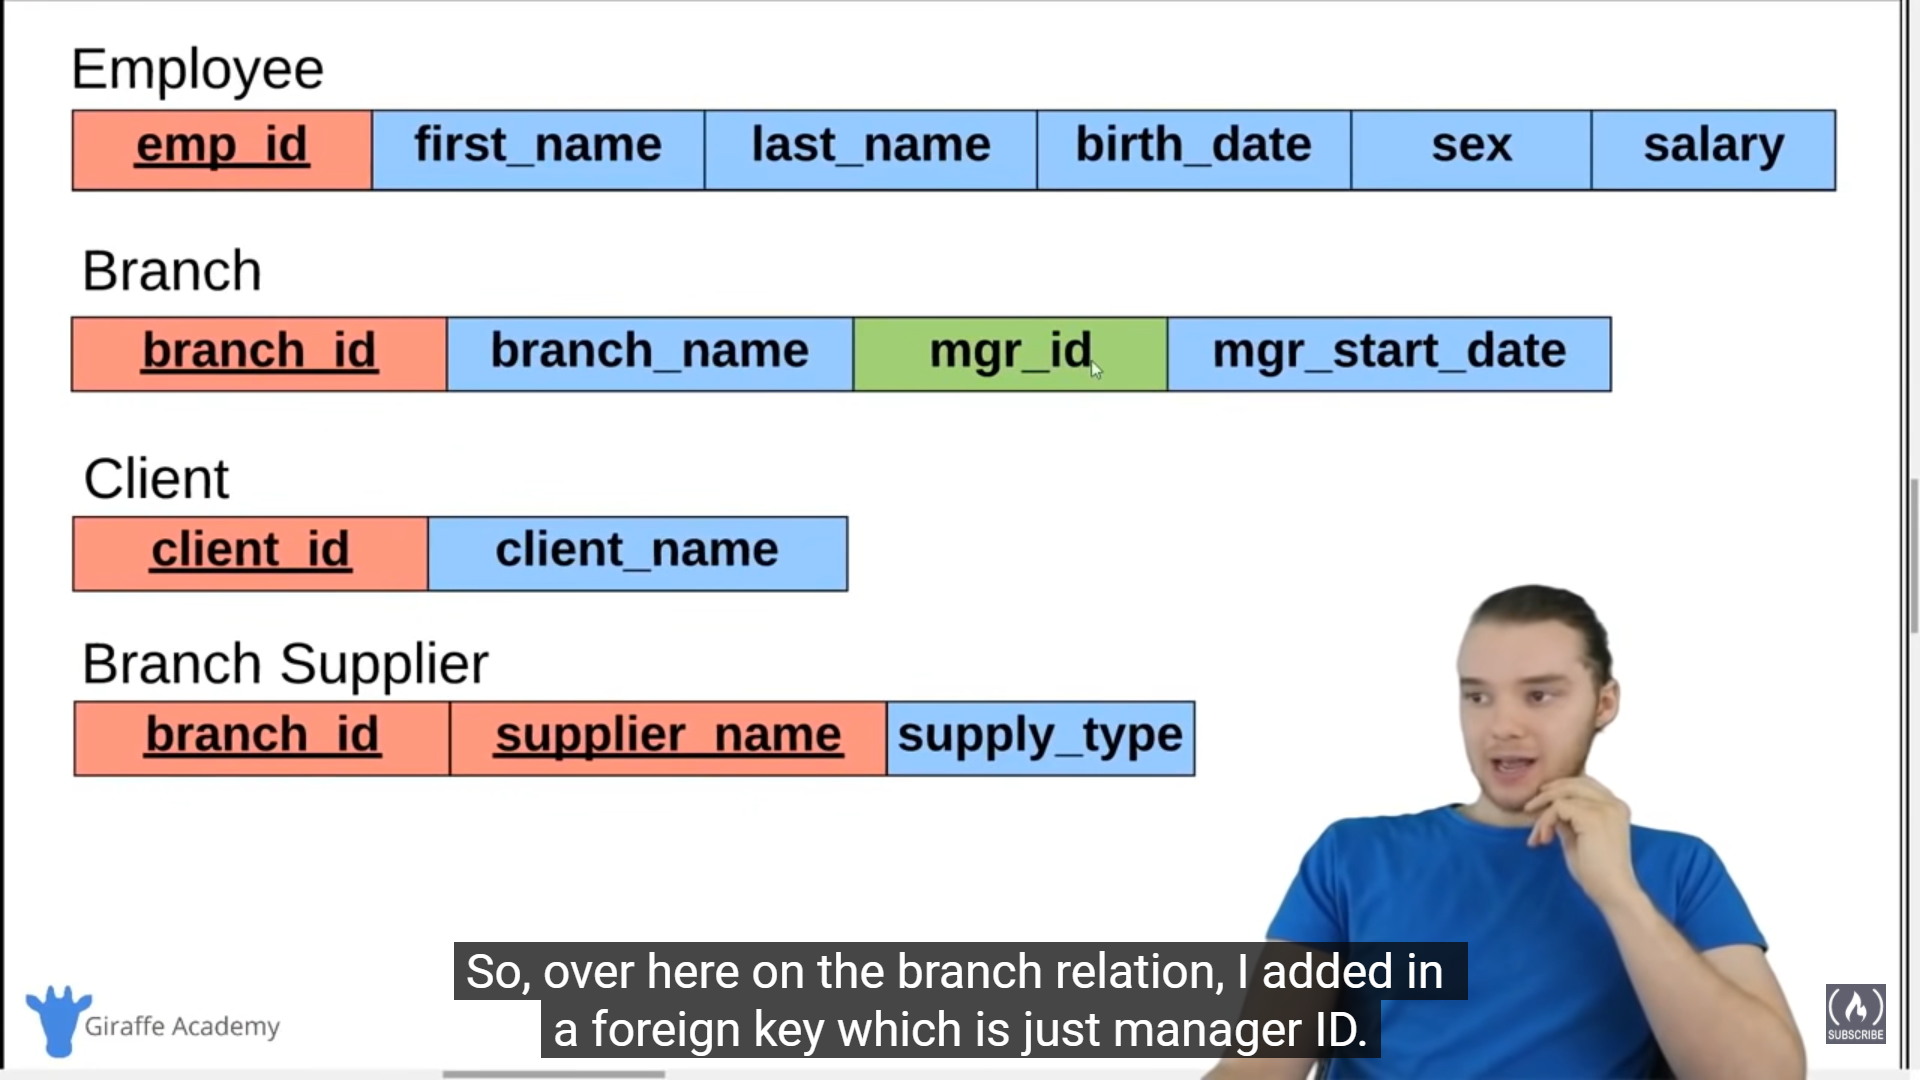 Employee
emp_id first_name last_name birth_date sex salary
Branch
branch_id branch_name mgr_id mgr_start_date
Client
client_id client_name
Branch Supplier
branch_id supplier_name supply_type
So, over here on the branch relation, I added in
a foreign key which is just manager ID.
Giraffe Academy
SUBSCRIBE